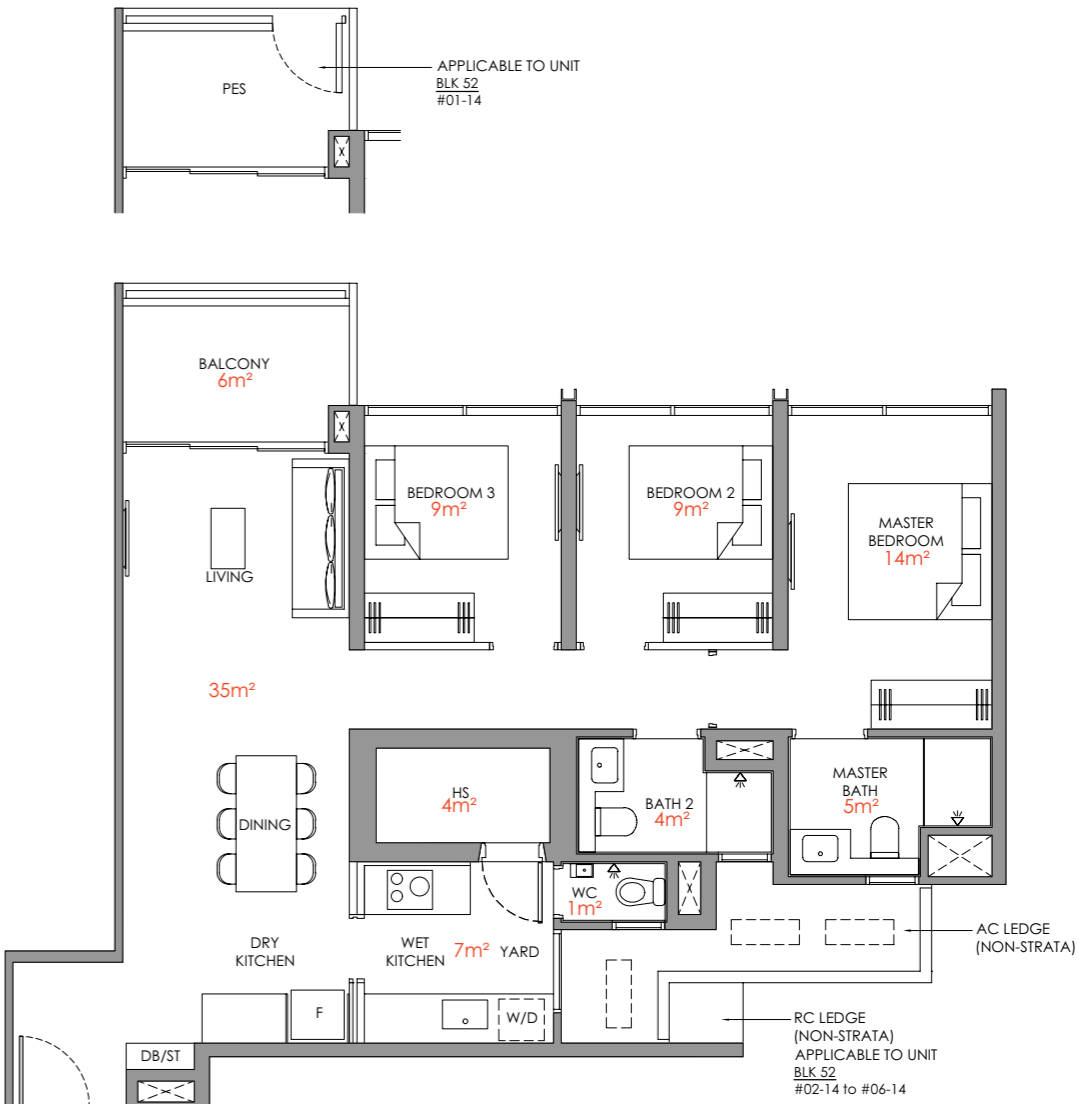 PES
APPLICABLE TO UNIT
BLK 52
#01-14
BALCONY
6m²
BEDROOM 3
9m²
BEDROOM 2
9m²
MASTER
BEDROOM
14m²
LIVING
35m²
HS
4m²
BATH 2
4m²
MASTER
BATH
5m²
DINING
WC
1m²
DRY
KITCHEN
WET
KITCHEN
7m²
YARD
AC LEDGE
(NON-STRATA)
F
W/D
RC LEDGE
(NON-STRATA)
APPLICABLE TO UNIT
BLK 52
#02-14 to #06-14
DB/ST